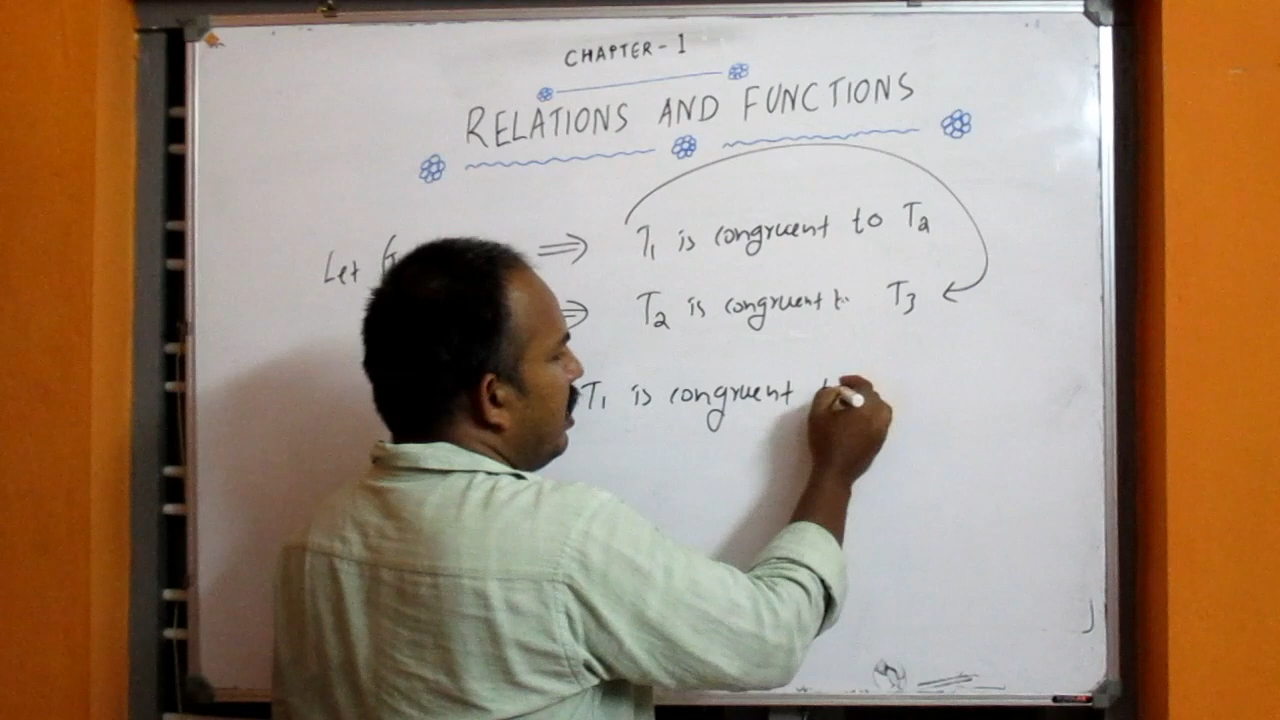 CHAPTER-1
RELATIONS AND FUNCTIONS
Let ⇒ T₁ is congruent to T₂
⇒ T₂ is congruent to T₃
T₁ is congruent